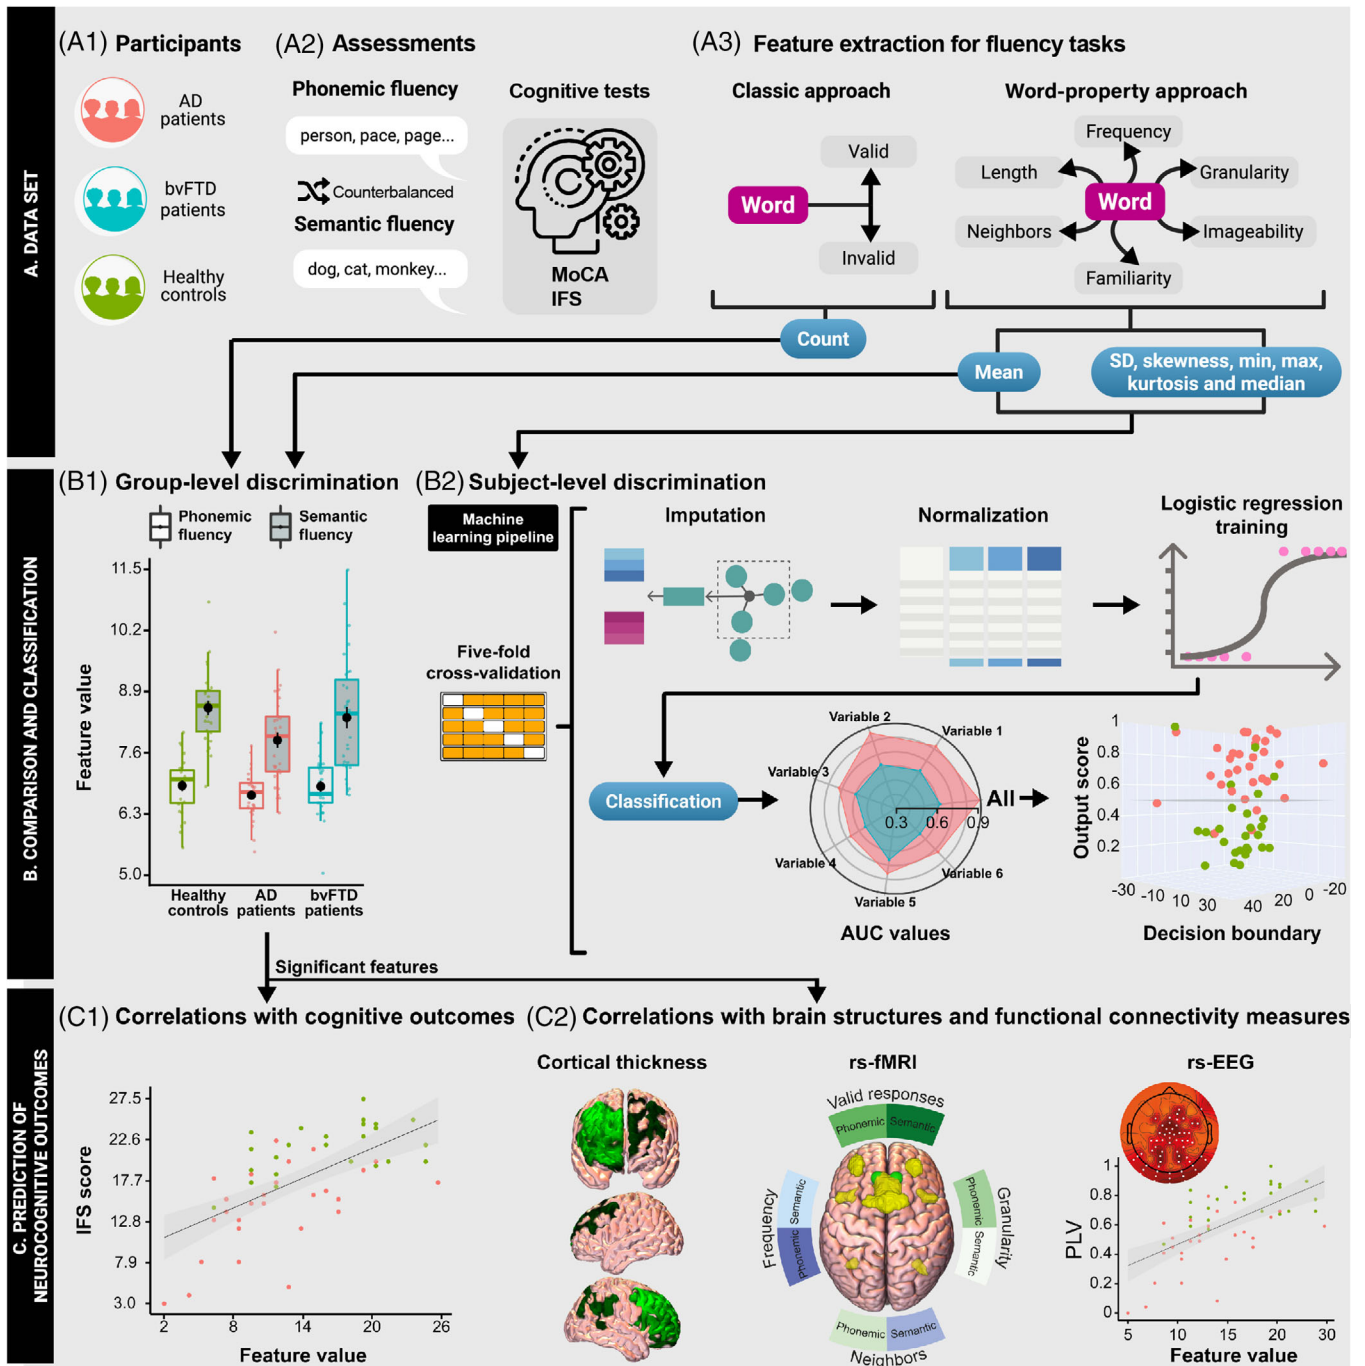 A. DATA SET
(A1) Participants
AD
patients
bvFTD
patients
Healthy
controls
(A2) Assessments
Phonemic fluency
person, pace, page...
Counterbalanced
Semantic fluency
dog, cat, monkey...
Cognitive tests
MoCA
IFS
(A3) Feature extraction for fluency tasks
Classic approach
Word
Valid
Invalid
Word-property approach
Frequency
Length
Granularity
Word
Neighbors
Imageability
Familiarity
Count
Mean
SD, skewness, min, max,
kurtosis and median
B. COMPARISON AND CLASSIFICATION
(B1) Group-level discrimination
Phonemic
fluency
Semantic
fluency
Feature value
11.5
10.2
8.9
7.6
6.3
5.0
Healthy
controls
AD
patients
bvFTD
patients
Significant features
(B2) Subject-level discrimination
Machine
learning pipeline
Five-fold
cross-validation
Imputation
Normalization
Logistic regression
training
Classification
Variable 2
Variable 1
Variable 3
All
0.3 0.6 0.9
Variable 4
Variable 6
Variable 5
AUC values
Output score
1
0.8
0.6
0.4
0.2
-30 -10 10 30 40 20 0 -20
Decision boundary
C. PREDICTION OF
NEUROCOGNITIVE OUTCOMES
(C1) Correlations with cognitive outcomes
IFS score
27.5
22.6
17.7
12.8
7.9
3.0
2 8 14 20 26
Feature value
(C2) Correlations with brain structures and functional connectivity measures
Cortical thickness
rs-fMRI
Valid responses
Phonemic Semantic
Frequency
Semantic
Phonemic
Granularity
Phonemic
Semantic
Phonemic Semantic
Neighbors
rs-EEG
PLV
1
0.8
0.6
0.4
0.2
0
5 10 15 20 25 30
Feature value